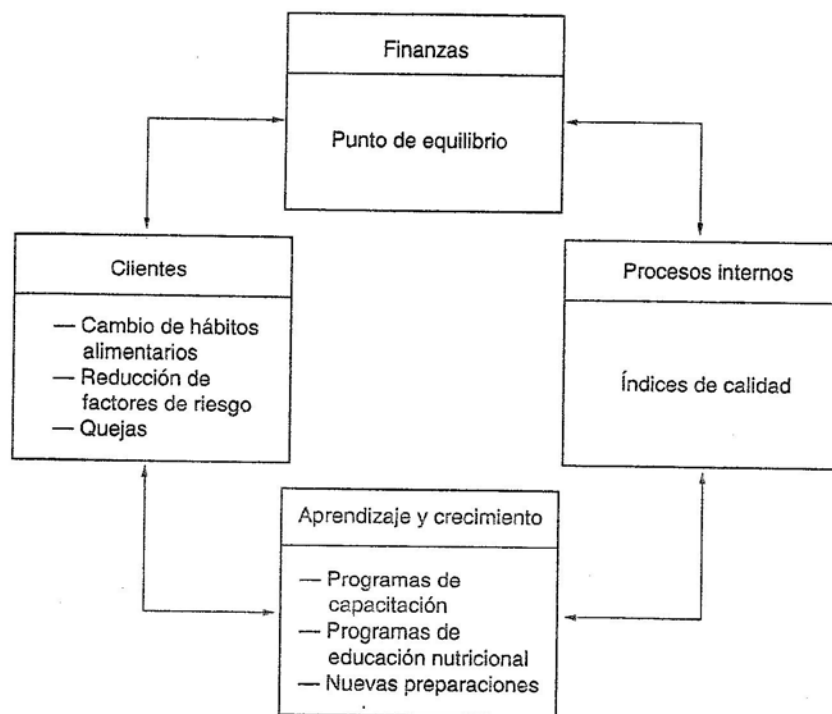 Finanzas
Punto de equilibrio
Clientes
— Cambio de hábitos
alimentarios
— Reducción de
factores de riesgo
— Quejas
Procesos internos
Índices de calidad
Aprendizaje y crecimiento
— Programas de
capacitación
— Programas de
educación nutricional
— Nuevas preparaciones